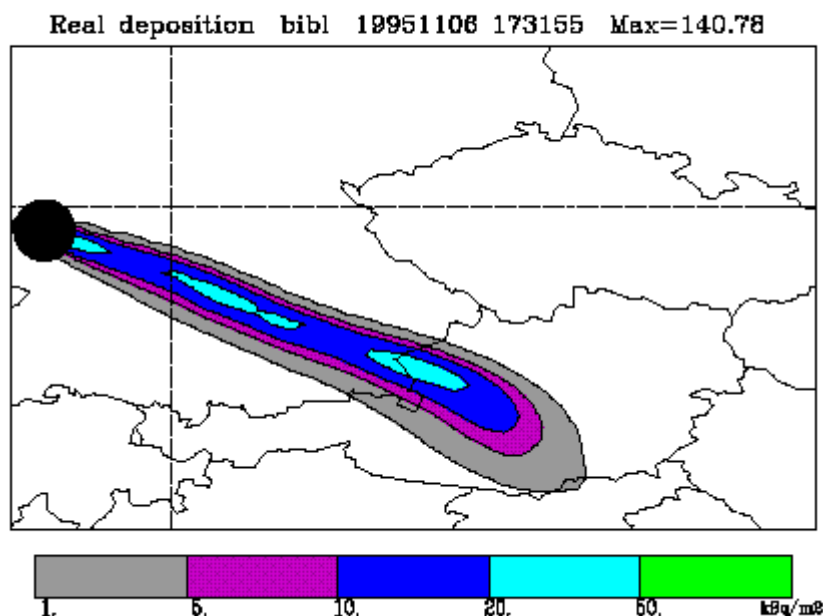 Real deposition bibl 19951106 173155 Max=140.78
1. 5. 10. 20. 50. kBq/m2